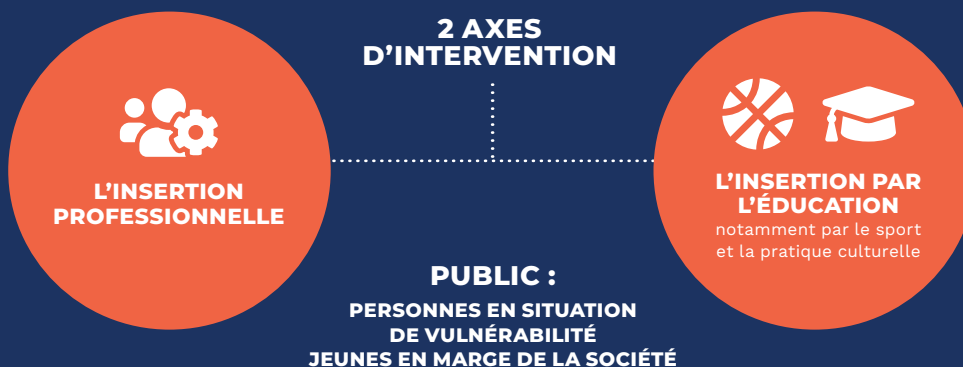 2 AXES
D'INTERVENTION
L'INSERTION
PROFESSIONNELLE
L'INSERTION PAR
L'ÉDUCATION
notamment par le sport
et la pratique culturelle
PUBLIC :
PERSONNES EN SITUATION
DE VULNÉRABILITÉ
JEUNES EN MARGE DE LA SOCIÉTÉ